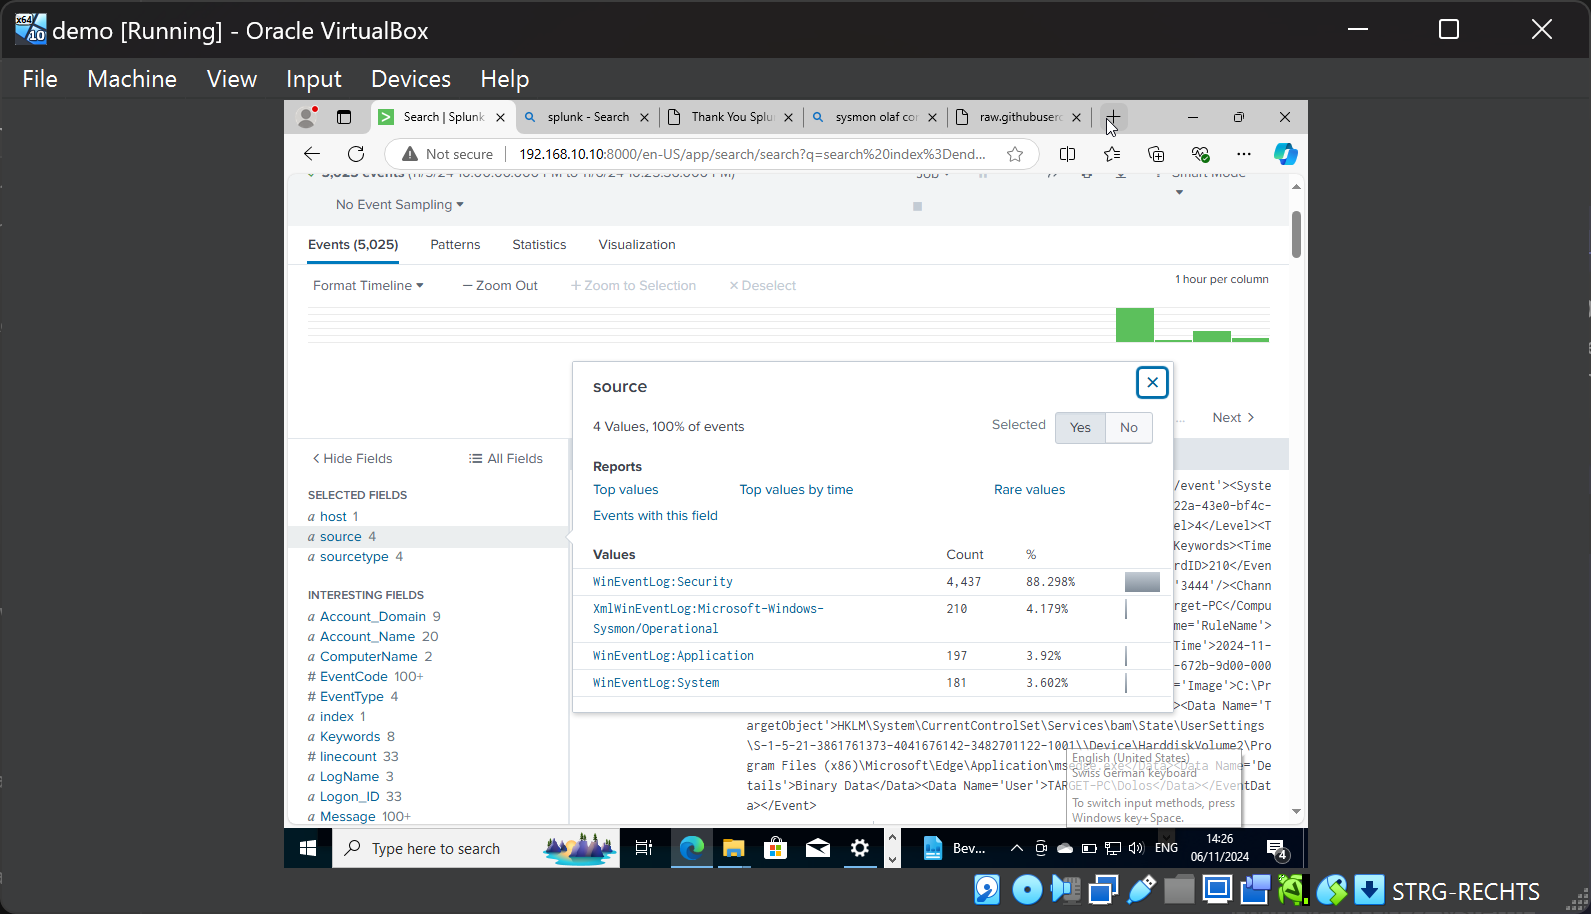 demo [Running] - Oracle VirtualBox
File Machine View Input Devices Help
Search | Splunk
splunk - Search
Thank You Splu
sysmon olaf co
raw.githubuserc
Not secure
192.168.10.10:8000/en-US/app/search/search?q=search%20index%3Dend...
Smart Mode
No Event Sampling
Events (5,025) Patterns Statistics Visualization
Format Timeline — Zoom Out + Zoom to Selection × Deselect
1 hour per column
... Next >
< Hide Fields All Fields
SELECTED FIELDS
a host 1
a source 4
a sourcetype 4
INTERESTING FIELDS
a Account_Domain 9
a Account_Name 20
a ComputerName 2
# EventCode 100+
# EventType 4
a index 1
a Keywords 8
# linecount 33
a LogName 3
a Logon_ID 33
a Message 100+
source
4 Values, 100% of events
Selected Yes No
Reports
Top values Top values by time Rare values
Events with this field
Values Count %
WinEventLog:Security 4,437 88.298%
XmlWinEventLog:Microsoft-Windows-
Sysmon/Operational 210 4.179%
WinEventLog:Application 197 3.92%
WinEventLog:System 181 3.602%
/event'><Syste
22a-43e0-bf4c-
el>4</Level><T
Keywords><Time
rdID>210</Even
'3444'/><Chann
rget-PC</Compu
me='RuleName'>
Time'>2024-11-
-672b-9d00-000
='Image'>C:\Pr
><Data Name='T
argetObject'>HKLM\System\CurrentControlSet\Services\bam\State\UserSettings
\S-1-5-21-3861761373-4041676142-3482701122-1001\\Device\HarddiskVolume2\Pro
gram Files (x86)\Microsoft\Edge\Application\msedge.exe</Data><Data Name='De
tails'>Binary Data</Data><Data Name='User'>TARGET-PC\Dolos</Data></EventDat
a></Event>
English (United States)
Swiss German keyboard
To switch input methods, press
Windows key+Space.
Type here to search
Bev...
ENG
14:26
06/11/2024
4
STRG-RECHTS